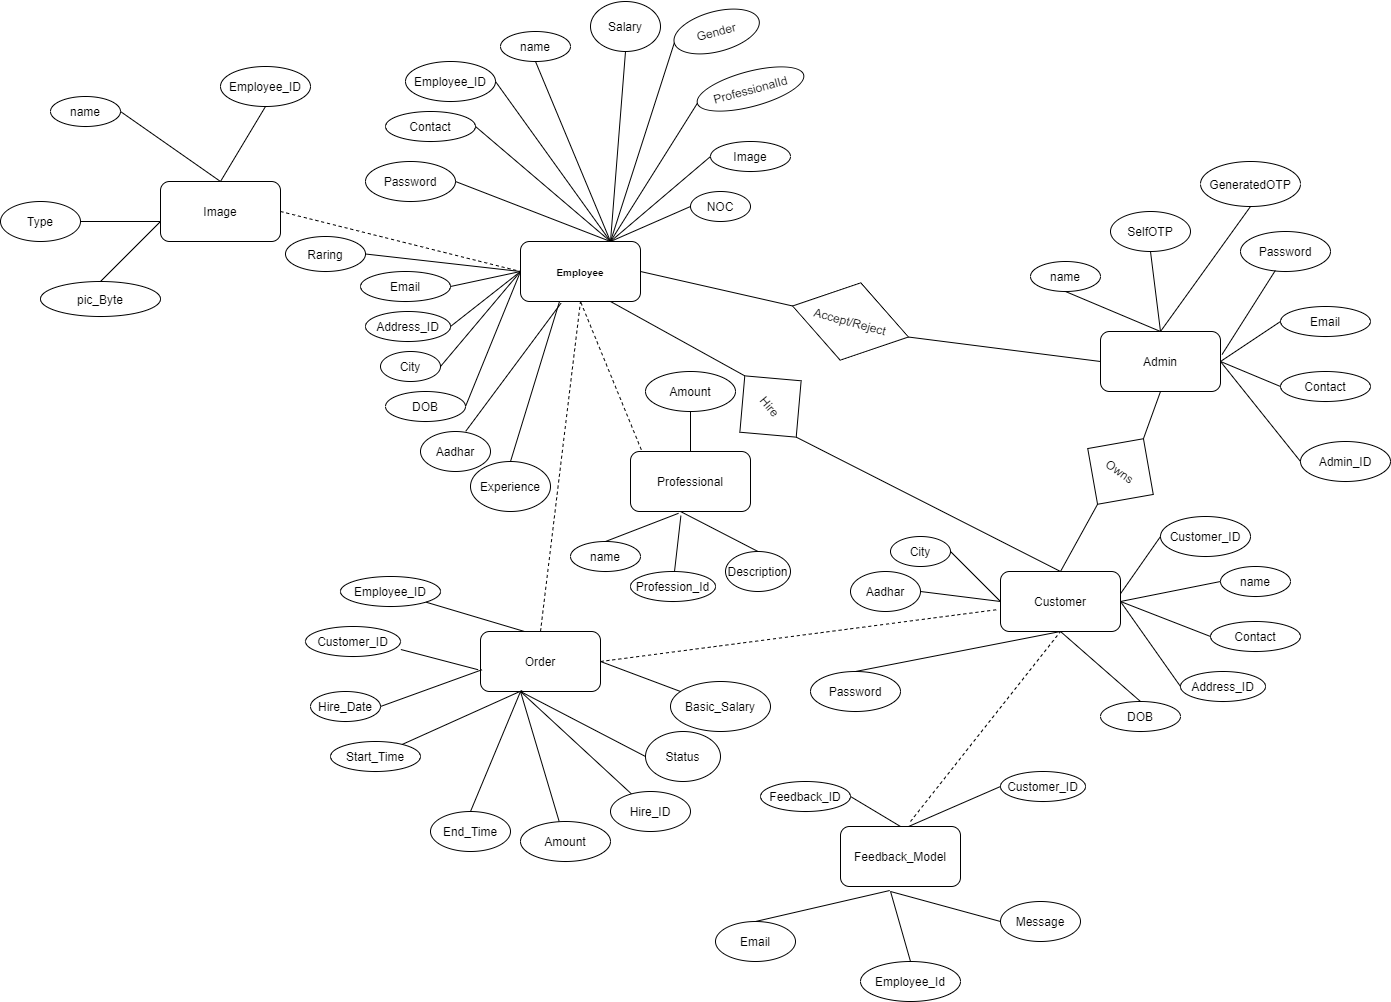 Salary
Gender
name
Employee_ID
Employee_ID
ProfessionalId
name
Contact
Image
Password
GeneratedOTP
NOC
Image
Type
SelfOTP
Raring
Password
Employee
name
Email
pic_Byte
Accept/Reject
Address_ID
Email
City
Admin
Amount
Hire
Contact
DOB
Aadhar
Owns
Admin_ID
Experience
Professional
Customer_ID
name
City
Description
Profession_Id
name
Employee_ID
Aadhar
Customer
Customer_ID
Contact
Order
Address_ID
Password
Hire_Date
Basic_Salary
DOB
Start_Time
Status
Feedback_ID
Customer_ID
Hire_ID
End_Time
Amount
Feedback_Model
Message
Email
Employee_Id